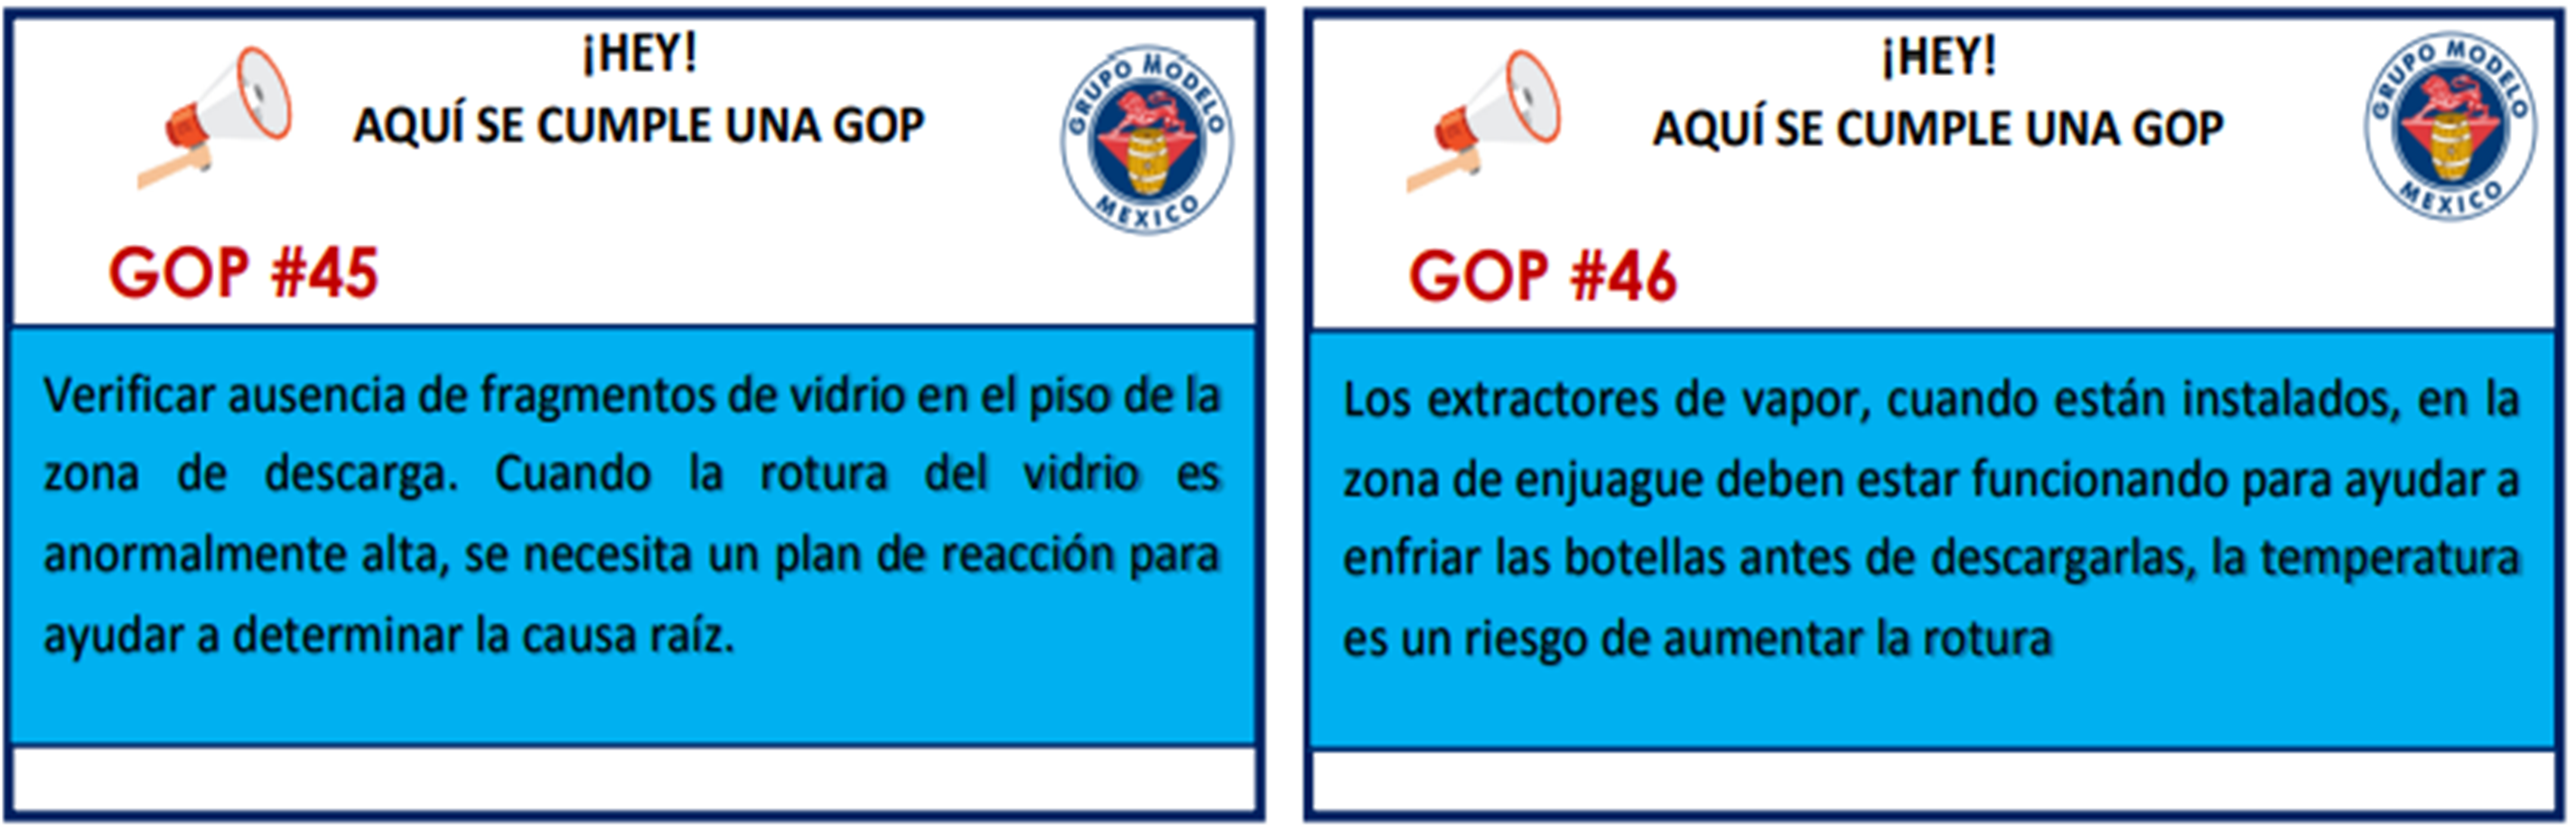 ¡HEY!
AQUÍ SE CUMPLE UNA GOP
GRUPO MODELO
MEXICO
GOP #45
Verificar ausencia de fragmentos de vidrio en el piso de la
zona de descarga. Cuando la rotura del vidrio es
anormalmente alta, se necesita un plan de reacción para
ayudar a determinar la causa raíz.
¡HEY!
AQUÍ SE CUMPLE UNA GOP
GRUPO MODELO
MEXICO
GOP #46
Los extractores de vapor, cuando están instalados, en la
zona de enjuague deben estar funcionando para ayudar a
enfriar las botellas antes de descargarlas, la temperatura
es un riesgo de aumentar la rotura